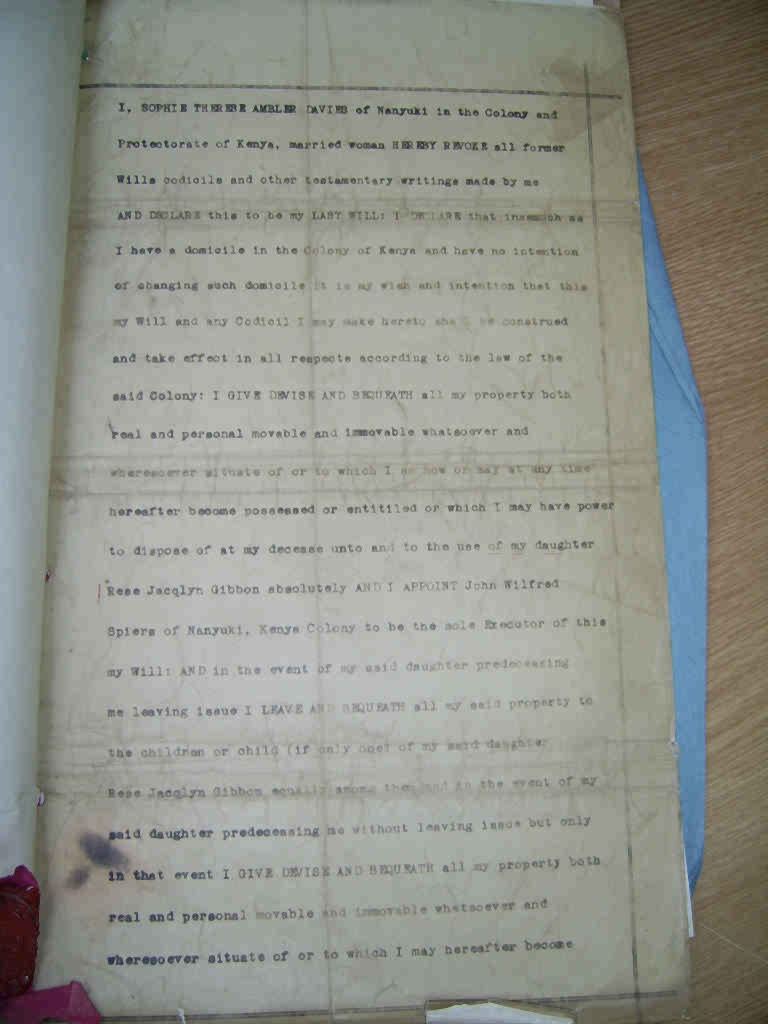 I, SOPHIE THERESE AMBLER DAVIES of Nanyuki in the Colony and
Protectorate of Kenya, married woman HEREBY REVOKE all former
Wills codicils and other testamentary writings made by me
AND DECLARE this to be my LAST WILL: I DECLARE that inasmuch as
I have a domicile in the Colony of Kenya and have no intention
of changing such domicile it is my wish and intention that this
my Will and any Codicil I may make hereto shall be construed
and take effect in all respects according to the law of the
said Colony: I GIVE DEVISE AND BEQUEATH all my property both
real and personal movable and immovable whatsoever and
wheresoever situate of or to which I am now or may at any time
hereafter become possessed or entitiled or which I may have power
to dispose of at my decease unto and to the use of my daughter
Rese Jacqlyn Gibbon absolutely AND I APPOINT John Wilfred
Spiers of Nanyuki, Kenya Colony to be the sole Executor of this
my Will: AND in the event of my said daughter predeceasing
me leaving issue I LEAVE AND BEQUEATH all my said property to
the children or child (if only one) of my said daughter
Rese Jacqlyn Gibbon equally among them and in the event of my
said daughter predeceasing me without leaving issue but only
in that event I GIVE DEVISE AND BEQUEATH all my property both
real and personal movable and immovable whatsoever and
wheresoever situate of or to which I may hereafter become